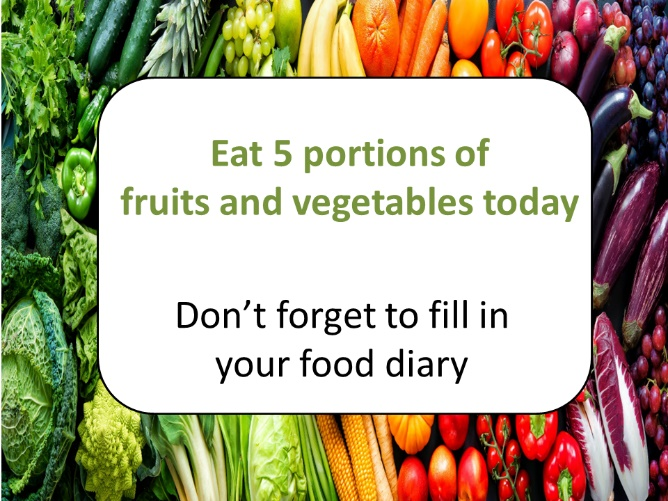 Eat 5 portions of
fruits and vegetables today
Don’t forget to fill in
your food diary